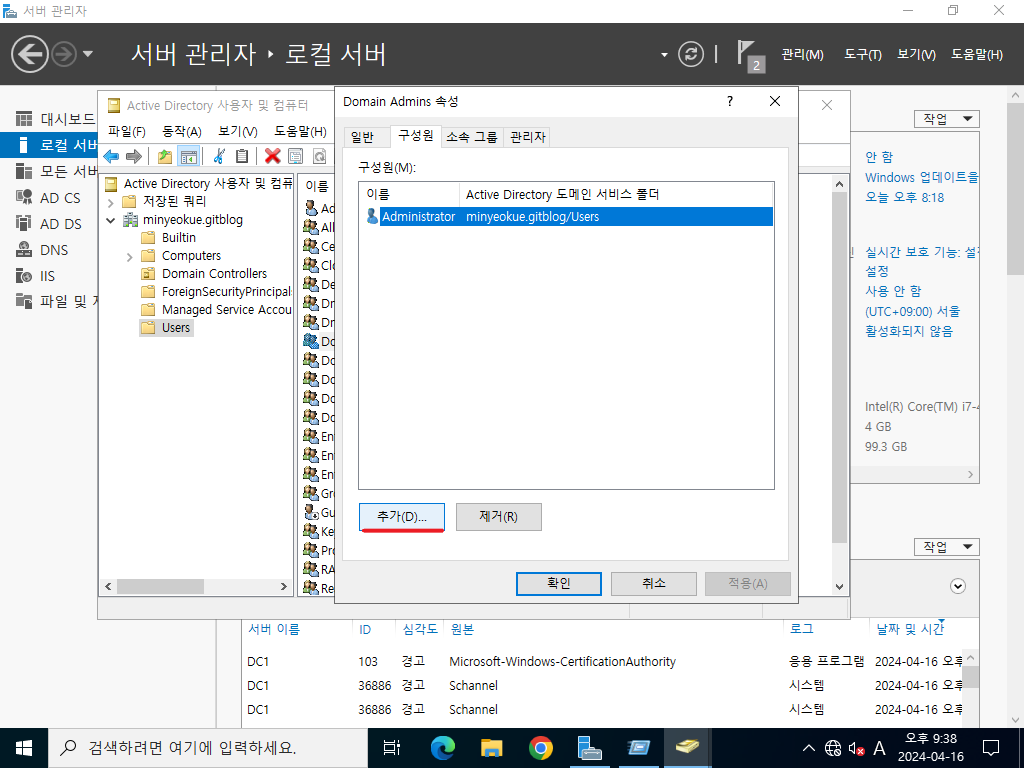 서버 관리자
서버 관리자 ‣ 로컬 서버
2
관리(M) 도구(T) 보기(V) 도움말(H)
대시보드
로컬 서버
모든 서버
AD CS
AD DS
DNS
IIS
파일 및 저
Active Directory 사용자 및 컴퓨터
파일(F) 동작(A) 보기(V) 도움말(H)
Active Directory 사용자 및 컴퓨
저장된 쿼리
minyeokue.gitblog
Builtin
Computers
Domain Controllers
ForeignSecurityPrincipal
Managed Service Accou
Users
이름
Ad
All
Ce
Clo
De
Dn
Dn
Do
Do
Do
Do
Do
En
En
En
Gro
Gu
Ke
Pro
RA
Re
Domain Admins 속성
?
일반 구성원 소속 그룹 관리자
구성원(M):
이름 Active Directory 도메인 서비스 폴더
Administrator minyeokue.gitblog/Users
추가(D)... 제거(R)
확인 취소 적용(A)
작업
안 함
Windows 업데이트을
오늘 오후 8:18
실시간 보호 기능: 설정
설정
사용 안 함
(UTC+09:00) 서울
활성화되지 않음
Intel(R) Core(TM) i7-4
4 GB
99.3 GB
작업
서버 이름 ID 심각도 원본 로그 날짜 및 시간
DC1 103 경고 Microsoft-Windows-CertificationAuthority 응용 프로그램 2024-04-16 오후
DC1 36886 경고 Schannel 시스템 2024-04-16 오후
DC1 36886 경고 Schannel 시스템 2024-04-16 오후
검색하려면 여기에 입력하세요.
A
오후 9:38
2024-04-16